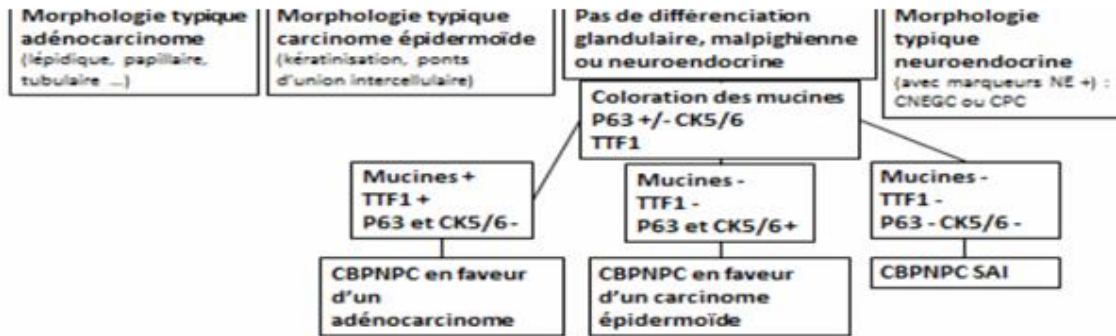 Morphologie typique
adénocarcinome
(lépidique, papillaire,
tubulaire ...)
Morphologie typique
carcinome épidermoïde
(kératinisation, ponts
d'union intercellulaire)
Pas de différenciation
glandulaire, malpighienne
ou neuroendocrine
Morphologie
typique
neuroendocrine
(avec marqueurs NE +) :
CNEGC ou CPC
Coloration des mucines
P63 +/- CK5/6
TTF1
Mucines +
TTF1 +
P63 et CK5/6 -
Mucines -
TTF1 -
P63 et CK5/6 +
Mucines -
TTF1 -
P63 - CK5/6 -
CBPNPC en faveur
d'un
adénocarcinome
CBPNPC en faveur
d'un carcinome
épidermoïde
CBPNPC SAI